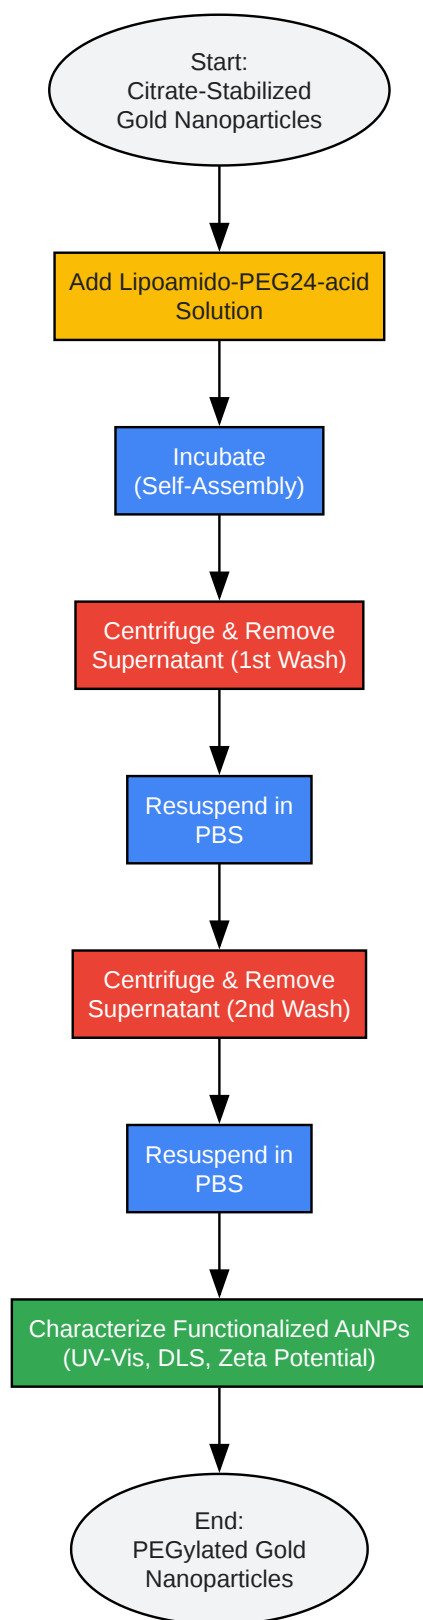 Start:
Citrate-Stabilized
Gold Nanoparticles
Add Lipoamido-PEG24-acid
Solution
Incubate
(Self-Assembly)
Centrifuge & Remove
Supernatant (1st Wash)
Resuspend in
PBS
Centrifuge & Remove
Supernatant (2nd Wash)
Resuspend in
PBS
Characterize Functionalized AuNPs
(UV-Vis, DLS, Zeta Potential)
End:
PEGylated Gold
Nanoparticles